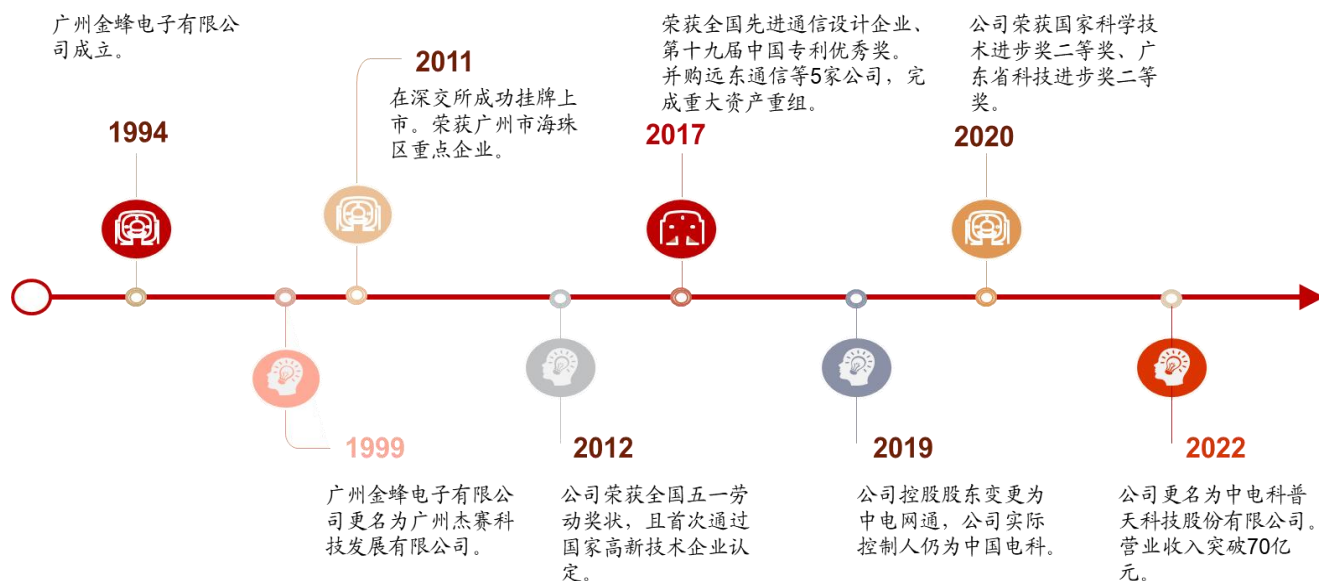 广州金蜂电子有限公
司成立。
1994
2011
在深交所成功挂牌上
市。荣获广州市海珠
区重点企业。
荣获全国先进通信设计企业、
第十九届中国专利优秀奖。
并购远东通信等5家公司，完
成重大资产重组。
2017
公司荣获国家科学技
术进步奖二等奖、广
东省科技进步奖二等
奖。
2020
1999
广州金蜂电子有限公
司更名为广州杰赛科
技发展有限公司。
2012
公司荣获全国五一劳
动奖状，且首次通过
国家高新技术企业认
定。
2019
公司控股股东变更为
中电网通，公司实际
控制人仍为中国电科。
2022
公司更名为中电科普
天科技股份有限公司。
营业收入突破70亿
元。